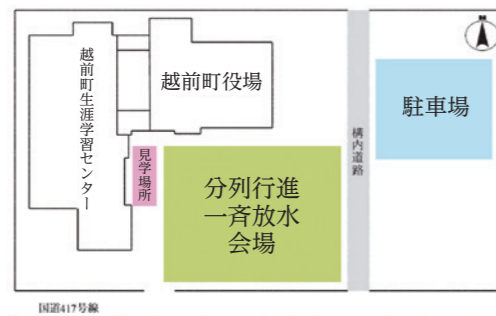 越前町生涯学習センター
越前町役場
見学場所
分列行進
一斉放水
会場
構内道路
駐車場
国道417号線